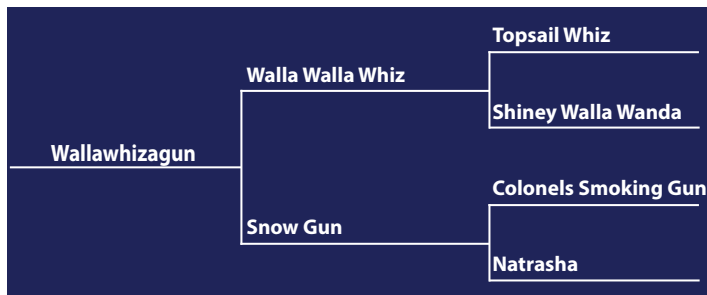 Topsail Whiz
Walla Walla Whiz
Shiney Walla Wanda
Wallawhizagun
Colonels Smoking Gun
Snow Gun
Natrasha